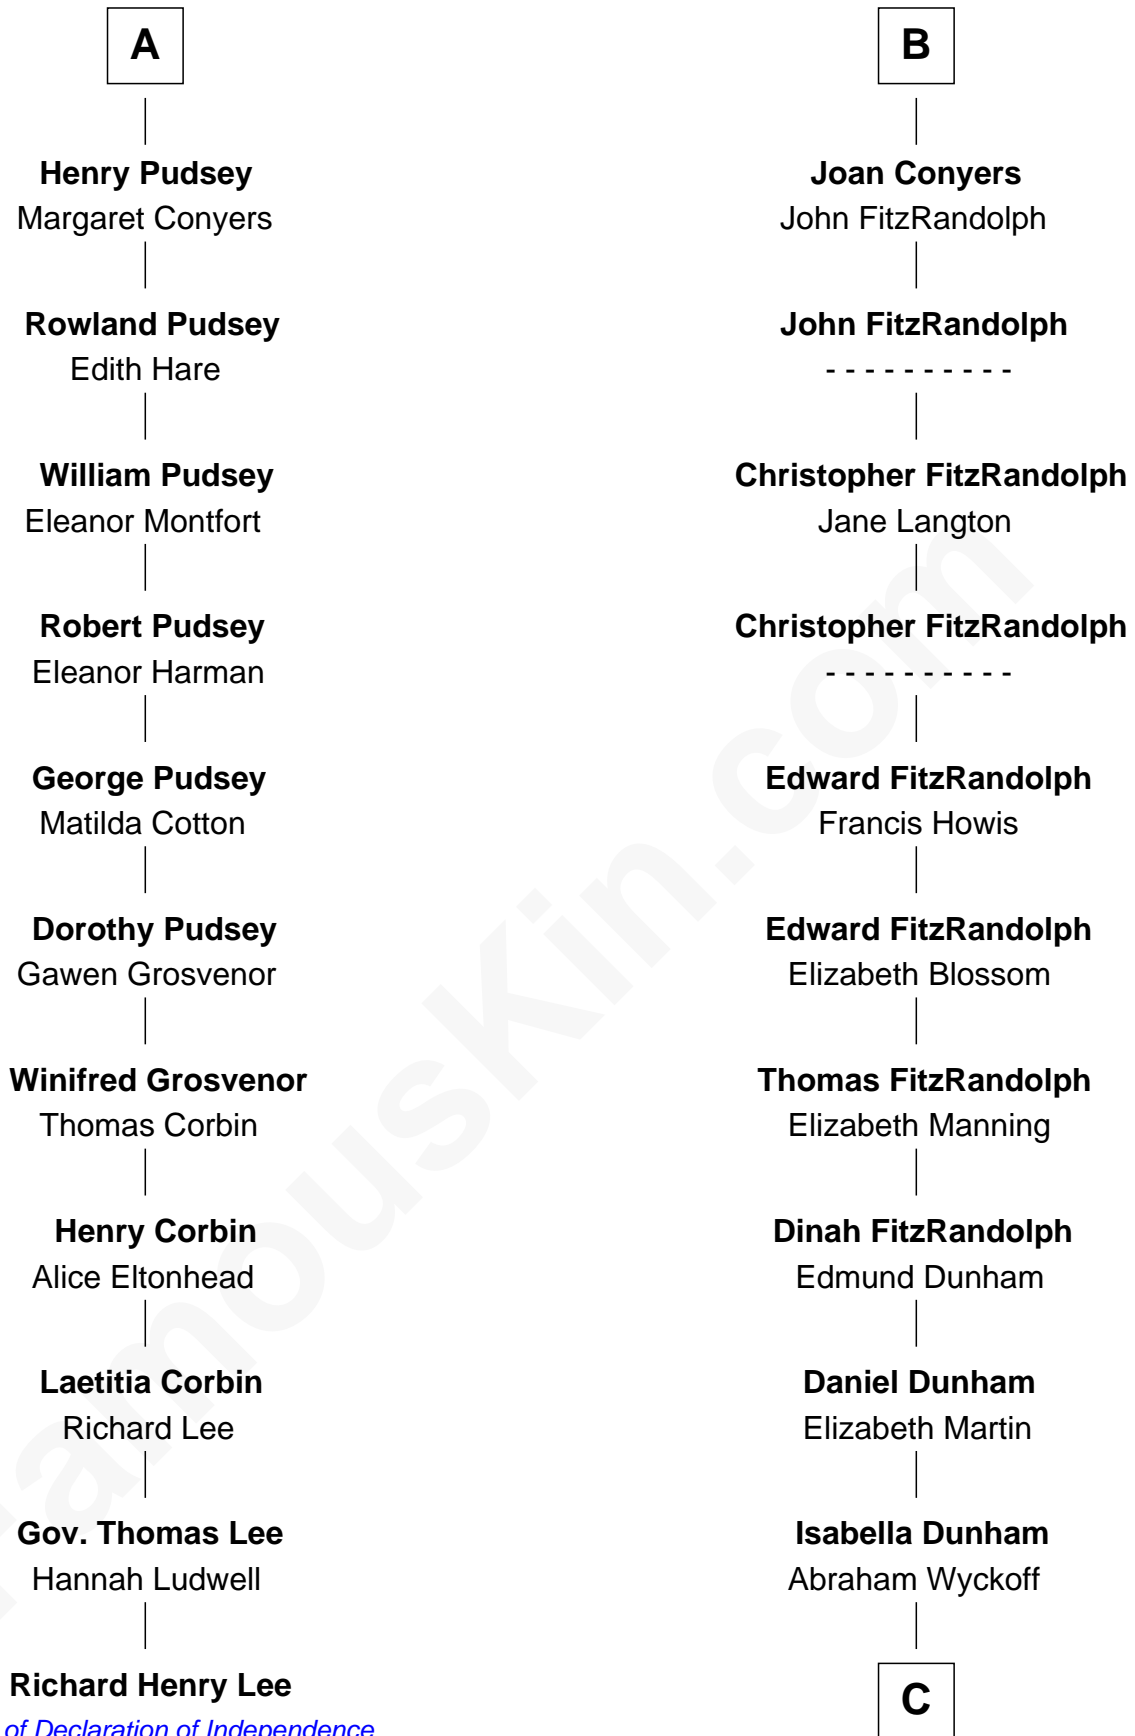 A
Henry Pudsey
Margaret Conyers
Rowland Pudsey
Edith Hare
William Pudsey
Eleanor Montfort
Robert Pudsey
Eleanor Harman
George Pudsey
Matilda Cotton
Dorothy Pudsey
Gawen Grosvenor
Winifred Grosvenor
Thomas Corbin
Henry Corbin
Alice Eltonhead
Laetitia Corbin
Richard Lee
Gov. Thomas Lee
Hannah Ludwell
Richard Henry Lee
of Declaration of Independence
B
Joan Conyers
John FitzRandolph
John FitzRandolph
- - - - - - - - - -
Christopher FitzRandolph
Jane Langton
Christopher FitzRandolph
- - - - - - - - - -
Edward FitzRandolph
Francis Howis
Edward FitzRandolph
Elizabeth Blossom
Thomas FitzRandolph
Elizabeth Manning
Dinah FitzRandolph
Edmund Dunham
Daniel Dunham
Elizabeth Martin
Isabella Dunham
Abraham Wyckoff
C
FamousKin.com